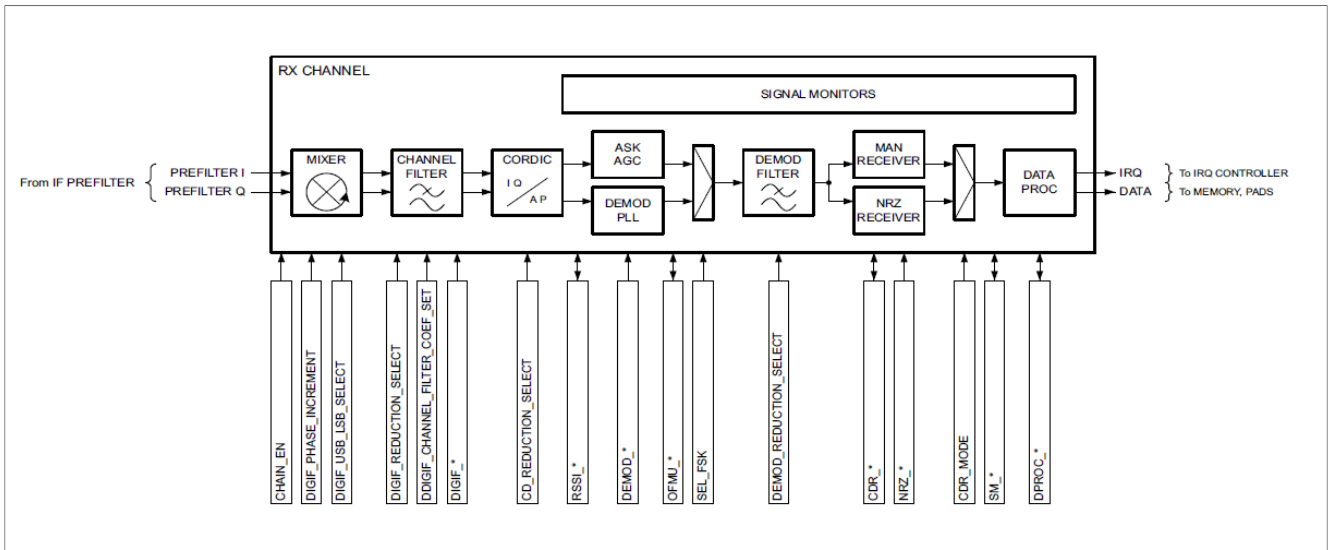 RX CHANNEL
SIGNAL MONITORS
MIXER
CHANNEL
FILTER
CORDIC
I Q
A P
ASK
AGC
DEMOD
PLL
DEMOD
FILTER
MAN
RECEIVER
NRZ
RECEIVER
DATA
PROC
From IF PREFILTER
PREFILTER I
PREFILTER Q
IRQ
DATA
To IRQ CONTROLLER
To MEMORY, PADS
CHAIN_EN
DIGIF_PHASE_INCREMENT
DIGIF_USB_LSB_SELECT
DIGIF_REDUCTION_SELECT
DDIGIF_CHANNEL_FILTER_COEF_SET
DIGIF_*
CD_REDUCTION_SELECT
RSSI_*
DEMOD_*
OFMU_*
SEL_FSK
DEMOD_REDUCTION_SELECT
CDR_*
NRZ_*
CDR_MODE
SM_*
DPROC_*